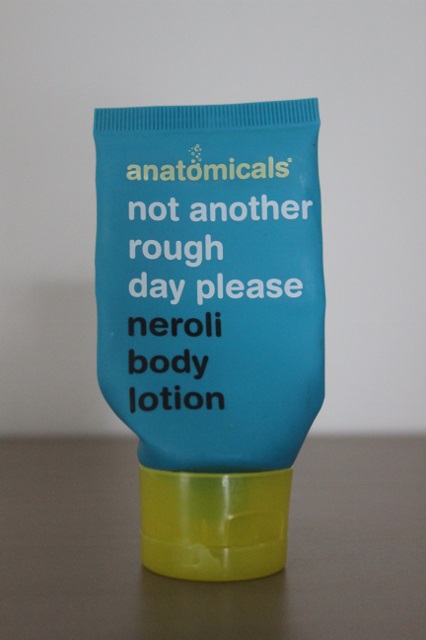 anatomicals®
not another
rough
day please
neroli
body
lotion